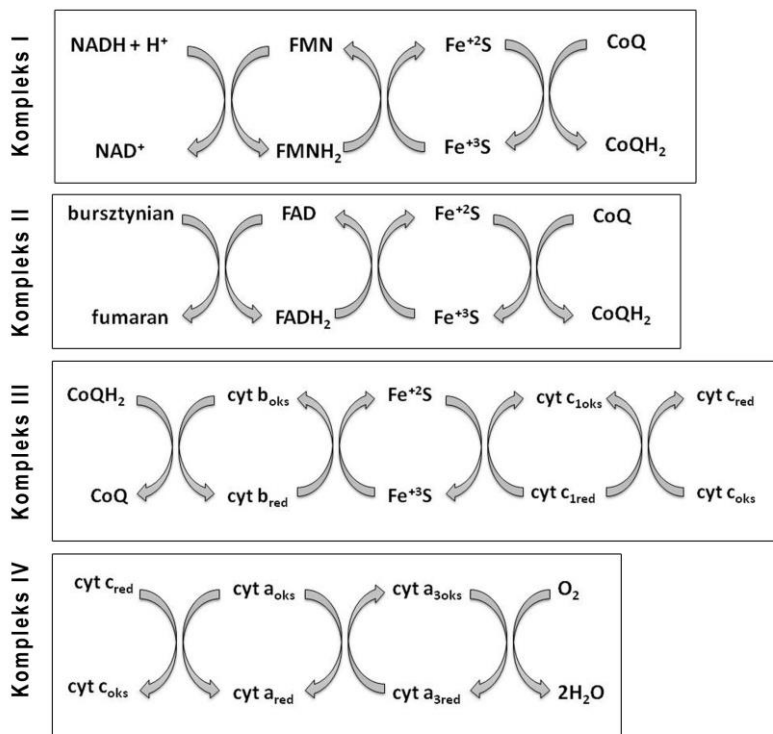 Kompleks I
NADH + H⁺ FMN Fe⁺²S CoQ
NAD⁺ FMNH₂ Fe⁺³S CoQH₂
Kompleks II
bursztynian FAD Fe⁺²S CoQ
fumaran FADH₂ Fe⁺³S CoQH₂
Kompleks III
CoQH₂ cyt b_oks Fe⁺²S cyt c_1oks cyt c_red
CoQ cyt b_red Fe⁺³S cyt c_1red cyt c_oks
Kompleks IV
cyt c_red cyt a_oks cyt a_3oks O₂
cyt c_oks cyt a_red cyt a_3red 2H₂O